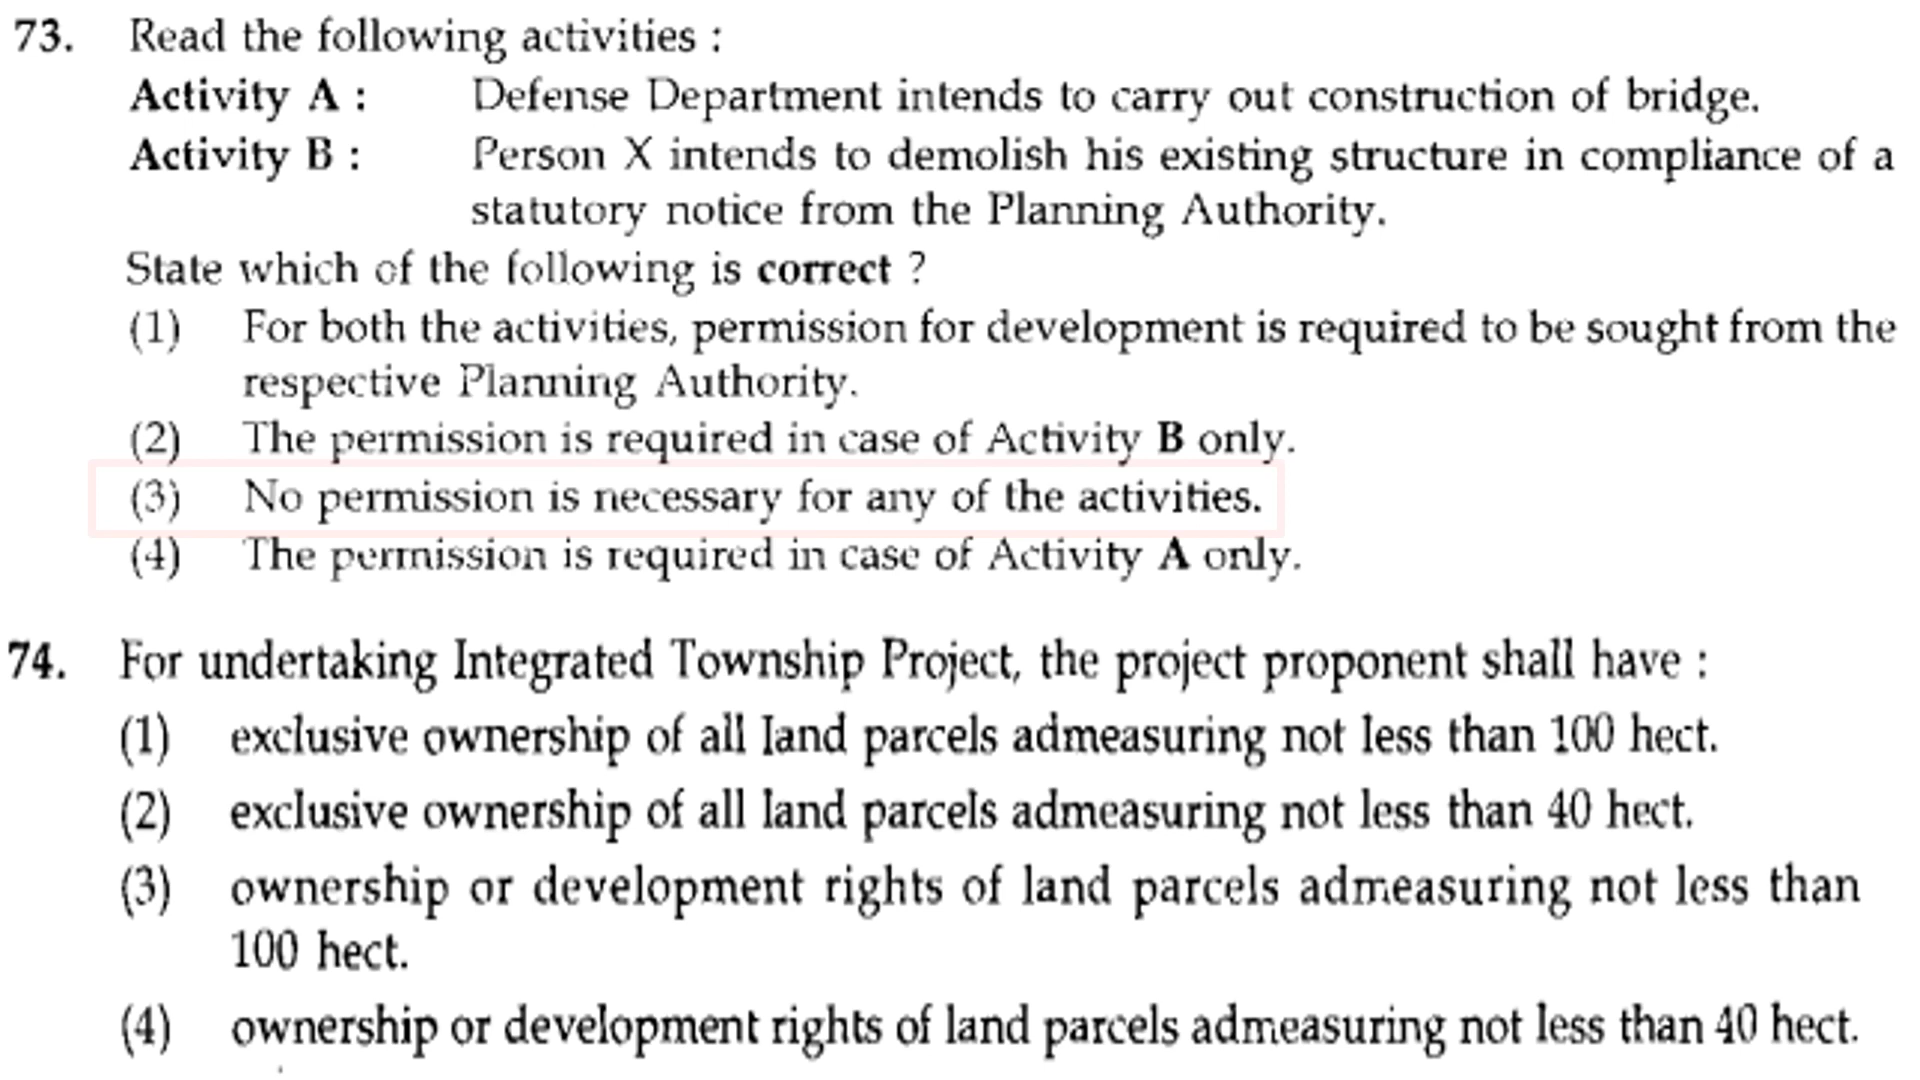 73. Read the following activities :
Activity A : Defense Department intends to carry out construction of bridge.
Activity B : Person X intends to demolish his existing structure in compliance of a
statutory notice from the Planning Authority.
State which of the following is correct ?
(1) For both the activities, permission for development is required to be sought from the
respective Planning Authority.
(2) The permission is required in case of Activity B only.
(3) No permission is necessary for any of the activities.
(4) The permission is required in case of Activity A only.
74. For undertaking Integrated Township Project, the project proponent shall have :
(1) exclusive ownership of all land parcels admeasuring not less than 100 hect.
(2) exclusive ownership of all land parcels admeasuring not less than 40 hect.
(3) ownership or development rights of land parcels admeasuring not less than
100 hect.
(4) ownership or development rights of land parcels admeasuring not less than 40 hect.